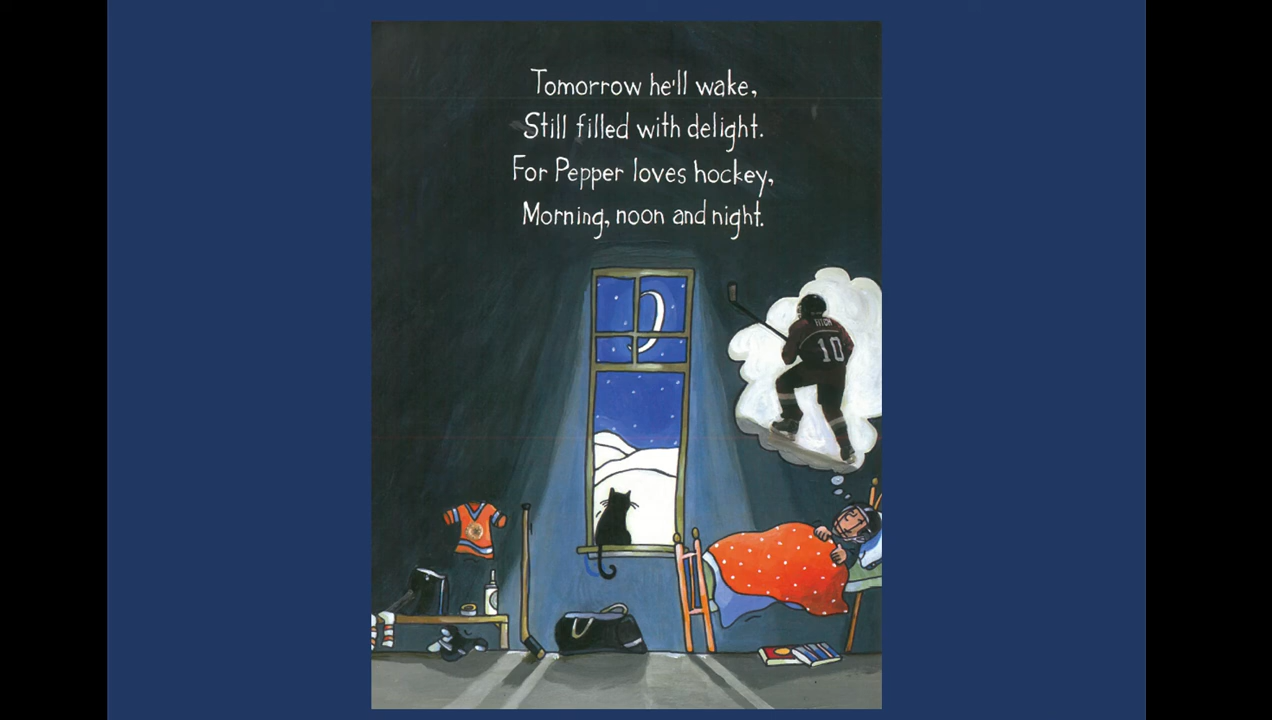 Tomorrow he'll wake,
Still filled with delight.
For Pepper loves hockey,
Morning, noon and night.
10